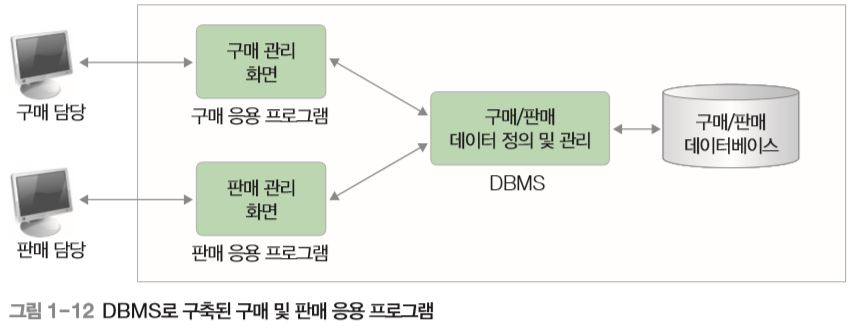 구매 담당
구매 관리
화면
구매 응용 프로그램
판매 담당
판매 관리
화면
판매 응용 프로그램
구매/판매
데이터 정의 및 관리
DBMS
구매/판매
데이터베이스
그림 1-12 DBMS로 구축된 구매 및 판매 응용 프로그램